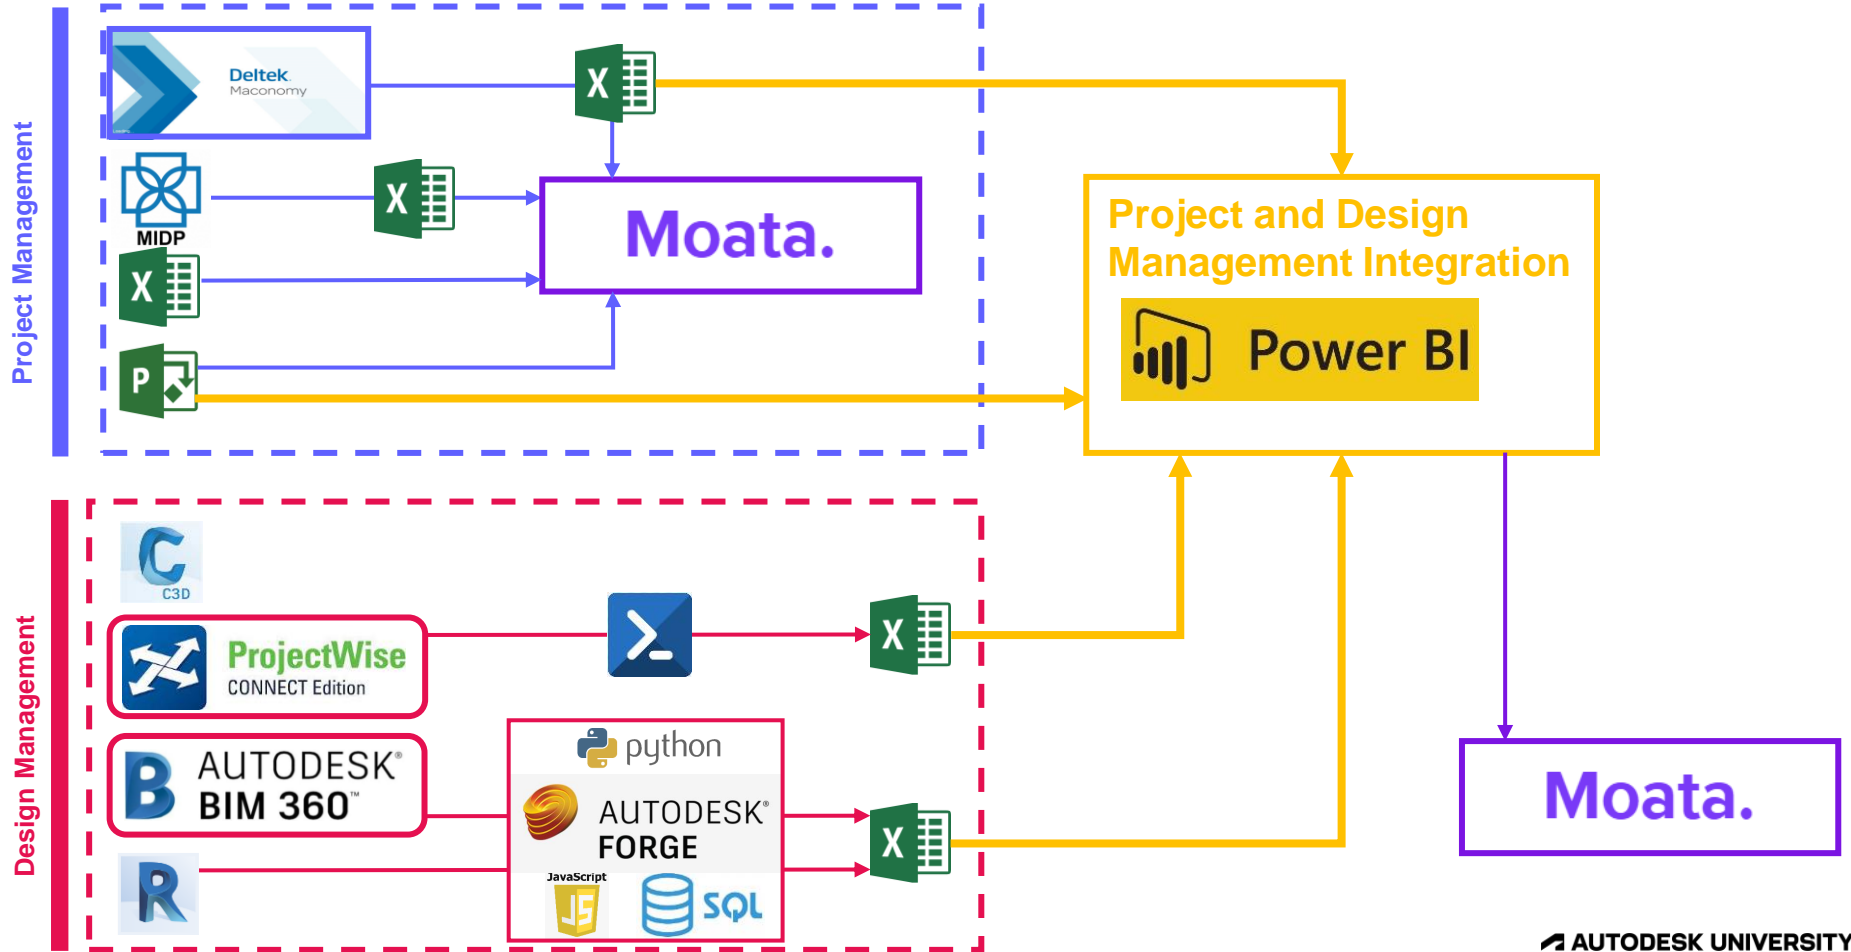 Project Management
Deltek.
Maconomy
X
MIDP
X
X
P
Moata.
Project and Design
Management Integration
Power BI
Design Management
C
C3D
ProjectWise
CONNECT Edition
X
AUTODESK®
BIM 360™
python
AUTODESK®
FORGE
JavaScript
JS
SQL
X
R
Moata.
AUTODESK UNIVERSITY